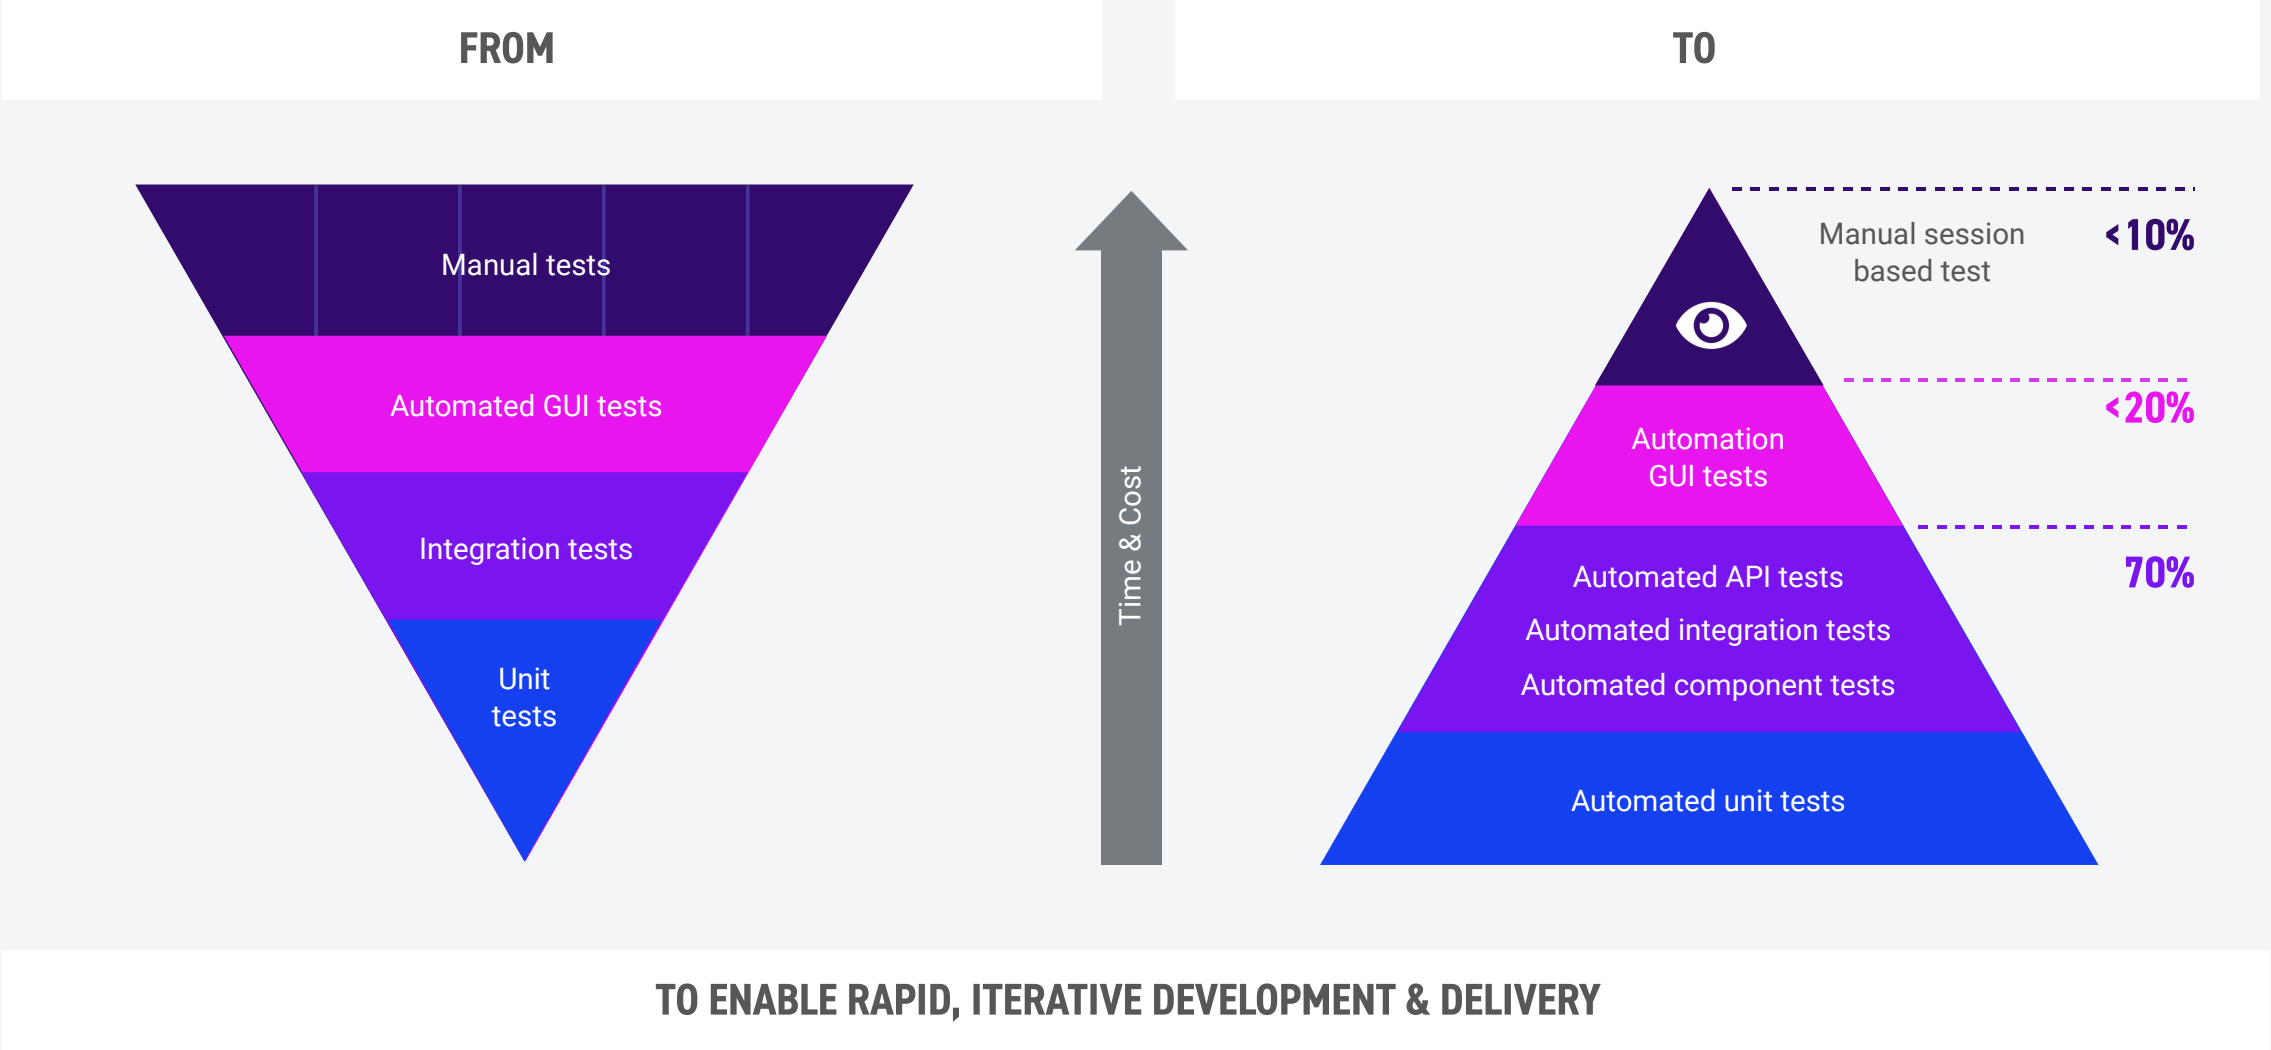 FROM
TO
Manual tests
Automated GUI tests
Integration tests
Unit
tests
Time & Cost
Manual session
based test
<10%
<20%
Automation
GUI tests
70%
Automated API tests
Automated integration tests
Automated component tests
Automated unit tests
TO ENABLE RAPID, ITERATIVE DEVELOPMENT & DELIVERY